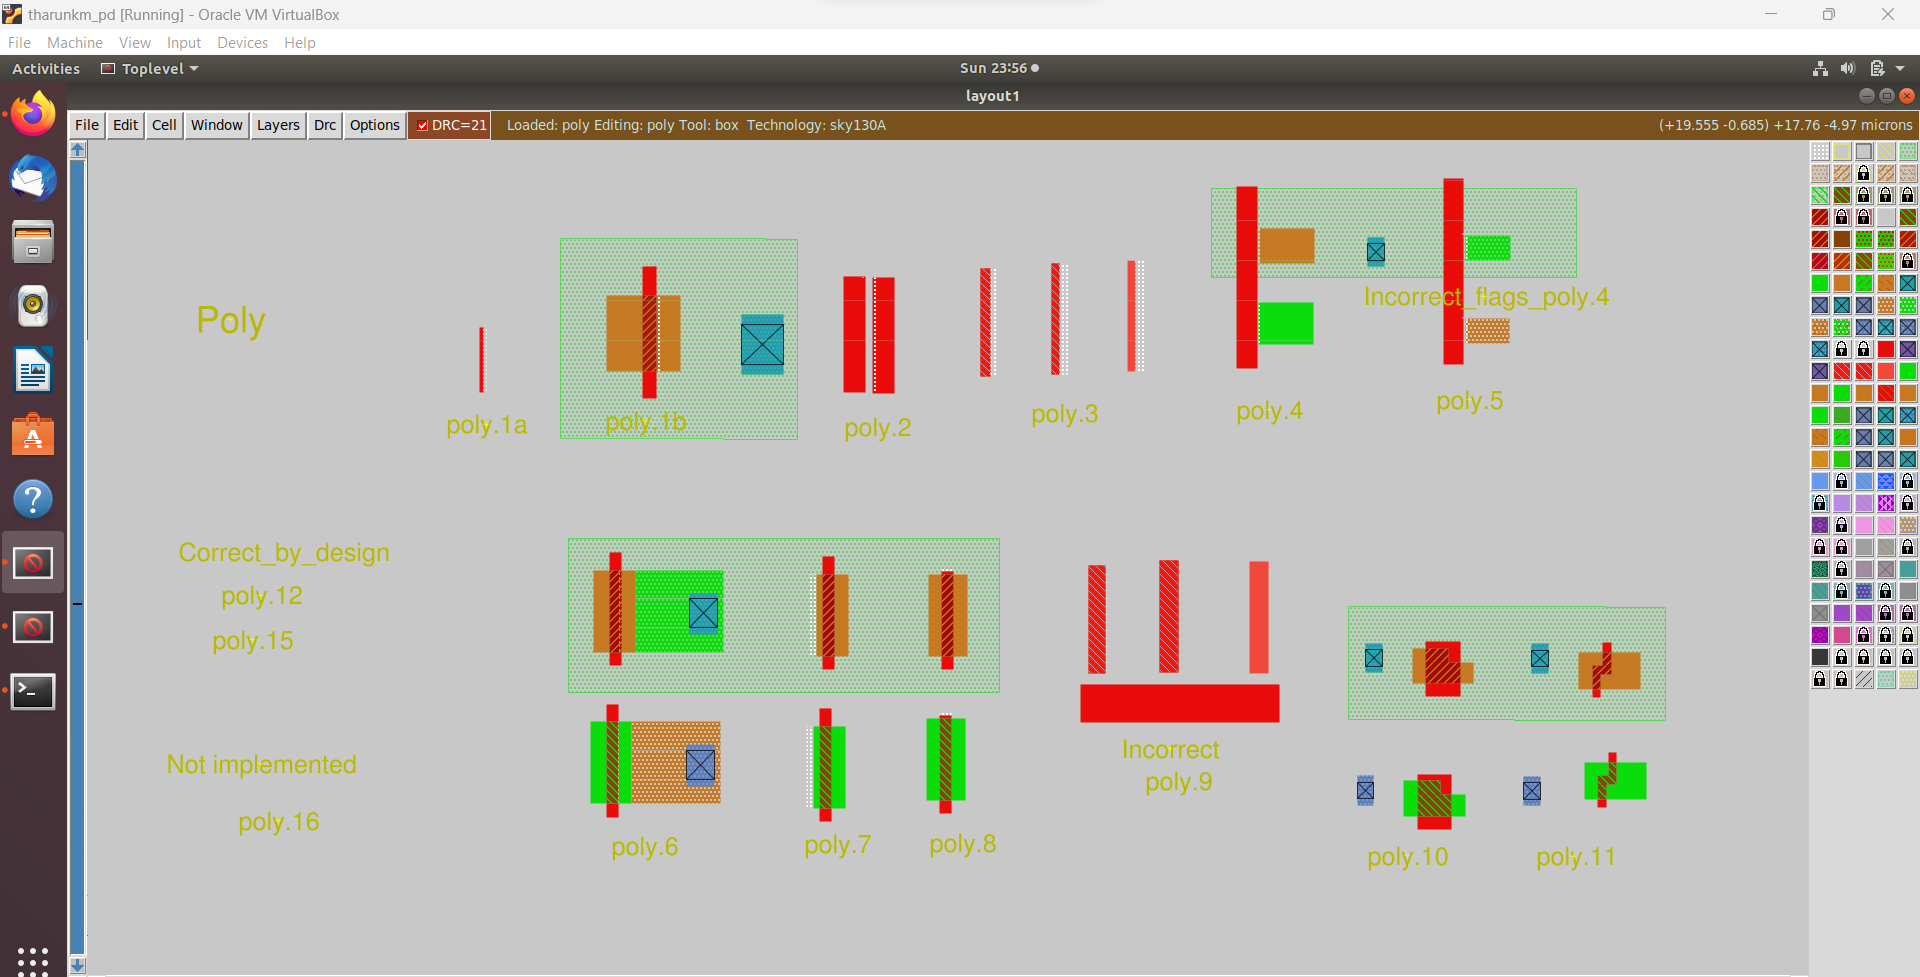 tharunkm_pd [Running] - Oracle VM VirtualBox
File Machine View Input Devices Help
Activities Toplevel Sun 23:56
layout1
File Edit Cell Window Layers Drc Options DRC=21 Loaded: poly Editing: poly Tool: box Technology: sky130A (+19.555 -0.685) +17.76 -4.97 microns
Poly
Incorrect_flags_poly.4
poly.1a
poly.1b
poly.2
poly.3
poly.4
poly.5
Correct_by_design
poly.12
poly.15
Not implemented
poly.16
poly.6
poly.7
poly.8
Incorrect
poly.9
poly.10
poly.11